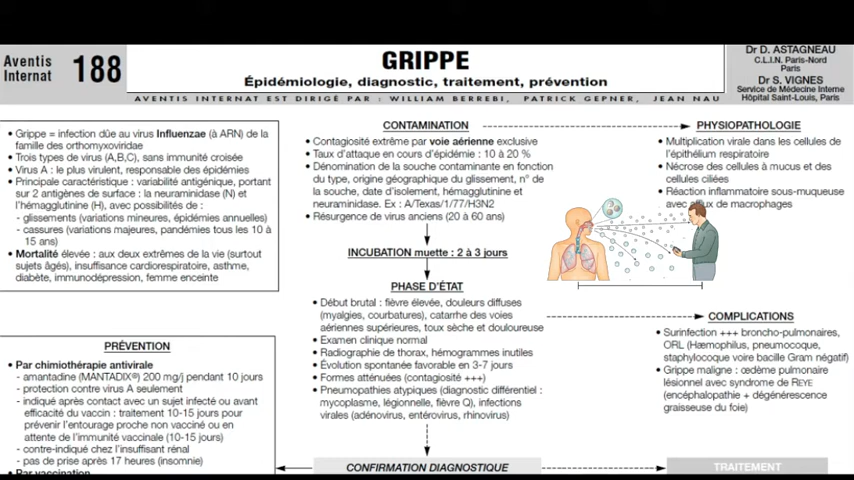 Aventis
Internat
188
GRIPPE
Épidémiologie, diagnostic, traitement, prévention
Dr D. ASTAGNEAU
C.L.I.N. Paris-Nord
Paris
Dr S. VIGNES
Service de Médecine Interne
Hôpital Saint-Louis, Paris
AVENTIS INTERNAT EST DIRIGÉ PAR : WILLIAM BERREBI, PATRICK GEPNER, JEAN NAU
• Grippe = infection dûe au virus Influenzae (à ARN) de la
famille des orthomyxoviridae
• Trois types de virus (A,B,C), sans immunité croisée
• Virus A : le plus virulent, responsable des épidémies
• Principale caractéristique : variabilité antigénique, portant
sur 2 antigènes de surface : la neuramidase (N) et
l'hémagglutinine (H), avec possibilités de :
- glissements (variations mineures, épidémies annuelles)
- cassures (variations majeures, pandémies tous les 10 à
15 ans)
• Mortalité élevée : aux deux extrêmes de la vie (surtout
sujets âgés), insuffisance cardiorespiratoire, asthme,
diabète, immunodépression, femme enceinte
PRÉVENTION
• Par chimiothérapie antivirale
- amantadine (MANTADIX®) 200 mg/j pendant 10 jours
- protection contre virus A seulement
- indiqué après contact avec un sujet infecté ou avant
efficacité du vaccin : traitement 10-15 jours pour
prévenir l'entourage proche non vacciné ou en
attente de l'immunité vaccinale (10-15 jours)
- contre-indiqué chez l'insuffisant rénal
- pas de prise après 17 heures (insomnie)
• Par vaccination
CONTAMINATION
• Contagiosité extrême par voie aérienne exclusive
• Taux d'attaque en cours d'épidémie : 10 à 20 %
• Dénomination de la souche contaminante en fonction
du type, origine géographique du glissement, n° de
la souche, date d'isolement, hémagglutinine et
neuraminidase. Ex : A/Texas/1/77/H3N2
• Résurgence de virus anciens (20 à 60 ans)
INCUBATION muette : 2 à 3 jours
PHASE D'ÉTAT
• Début brutal : fièvre élevée, douleurs diffuses
(myalgies, courbatures), catarrhe des voies
aériennes supérieures, toux sèche et douloureuse
• Examen clinique normal
• Radiographie de thorax, hémogrammes inutiles
• Évolution spontanée favorable en 3-7 jours
• Formes atténuées (contagiosité +++)
• Pneumopathies atypiques (diagnostic différentiel :
mycoplasme, légionnelle, fièvre Q), infections
virales (adénovirus, entérovirus, rhinovirus)
CONFIRMATION DIAGNOSTIQUE
PHYSIOPATHOLOGIE
• Multiplication virale dans les cellules de
l'épithélium respiratoire
• Nécrose des cellules à mucus et des
cellules ciliées
• Réaction inflammatoire sous-muqueuse
avec afflux de macrophages
COMPLICATIONS
• Surinfection +++ broncho-pulmonaires,
ORL (Hæmophilus, pneumocoque,
staphylocoque voire bacille Gram négatif)
• Grippe maligne : œdème pulmonaire
lésionnel avec syndrome de REYE
(encéphalopathie + dégénérescence
graisseuse du foie)
TRAITEMENT